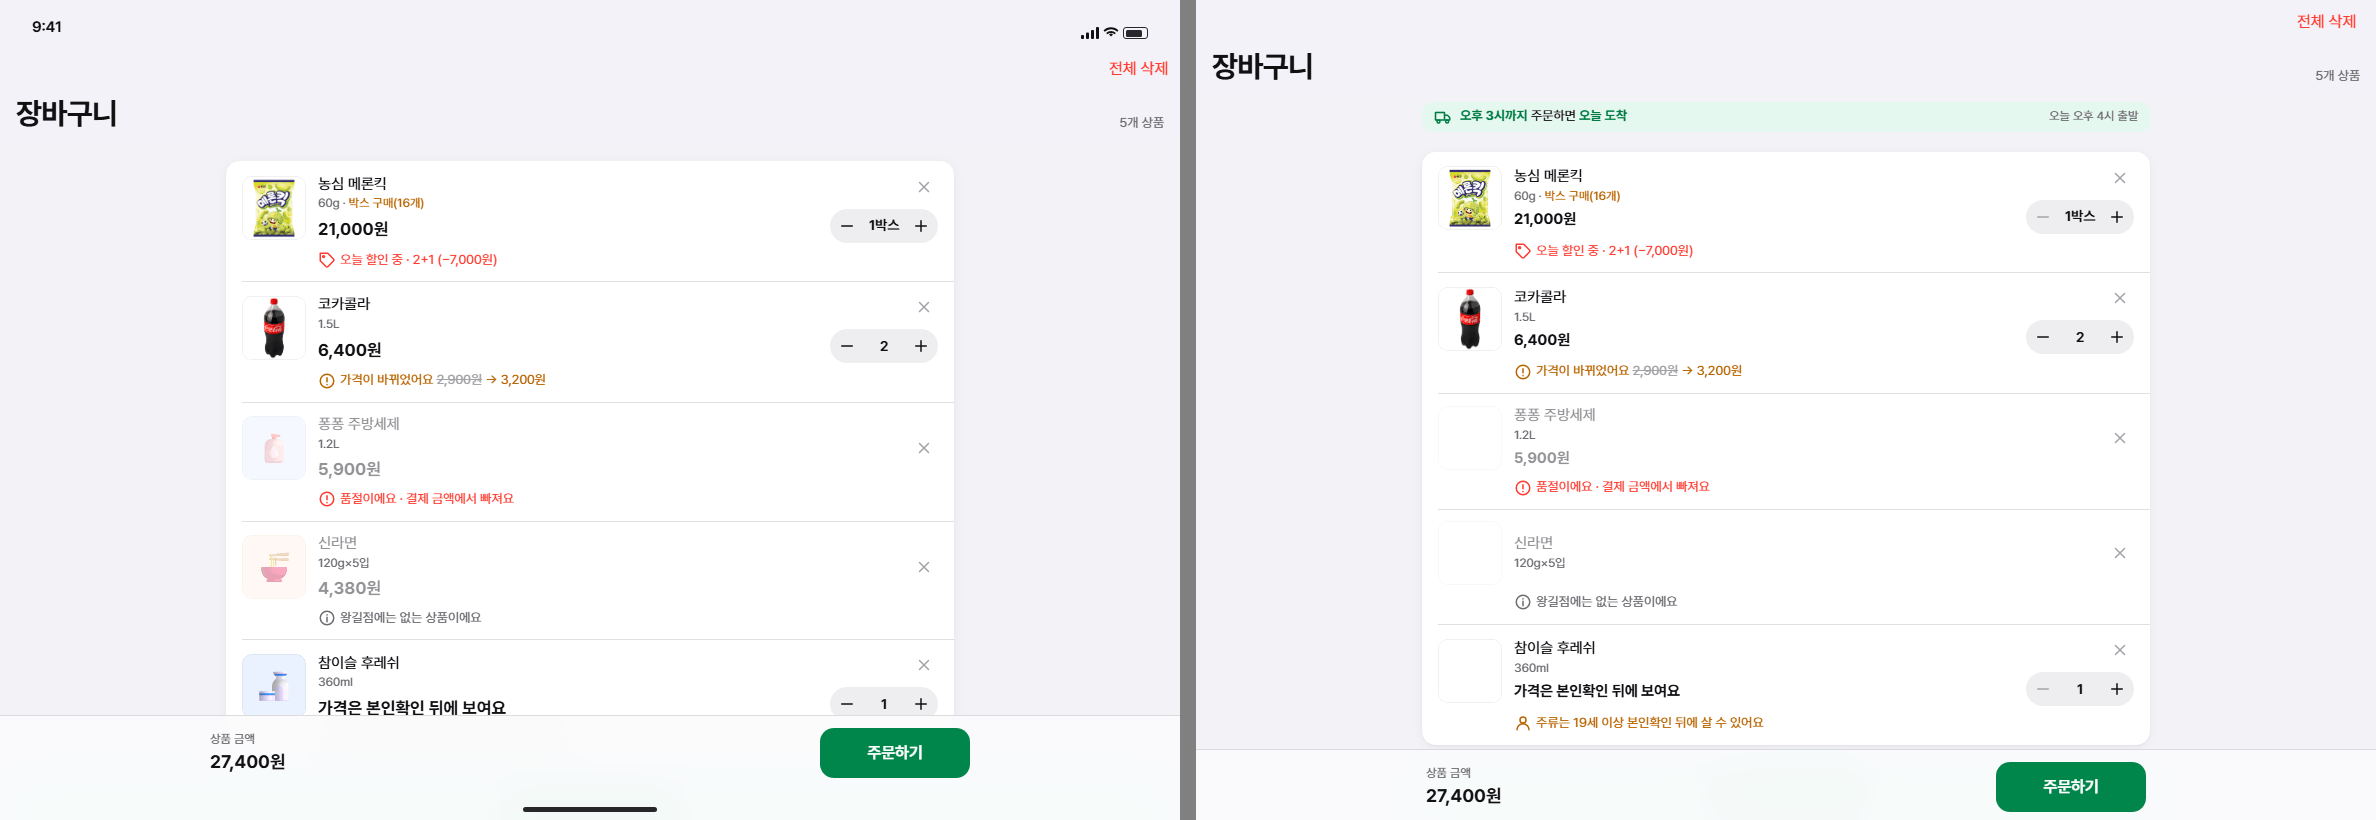 9:41
전체 삭제
장바구니
5개 상품
농심 메론킥
60g · 박스 구매(16개)
21,000원
1박스
오늘 할인 중 · 2+1 (−7,000원)
코카콜라
1.5L
6,400원
2
가격이 바뀌었어요 2,900원 → 3,200원
퐁퐁 주방세제
1.2L
5,900원
품절이에요 · 결제 금액에서 빠져요
신라면
120g×5입
4,380원
왕길점에는 없는 상품이에요
참이슬 후레쉬
360ml
가격은 본인확인 뒤에 보여요
1
상품 금액
27,400원
주문하기
전체 삭제
장바구니
5개 상품
오후 3시까지 주문하면 오늘 도착
오늘 오후 4시 출발
농심 메론킥
60g · 박스 구매(16개)
21,000원
1박스
오늘 할인 중 · 2+1 (−7,000원)
코카콜라
1.5L
6,400원
2
가격이 바뀌었어요 2,900원 → 3,200원
퐁퐁 주방세제
1.2L
5,900원
품절이에요 · 결제 금액에서 빠져요
신라면
120g×5입
왕길점에는 없는 상품이에요
참이슬 후레쉬
360ml
가격은 본인확인 뒤에 보여요
1
주류는 19세 이상 본인확인 뒤에 살 수 있어요
상품 금액
27,400원
주문하기